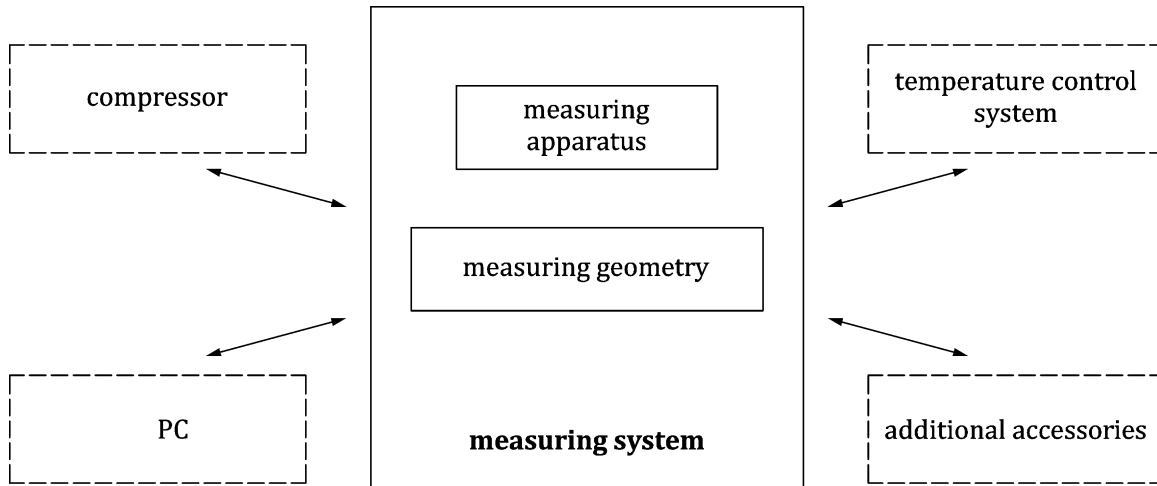 compressor
measuring
apparatus
temperature control
system
measuring geometry
PC
measuring system
additional accessories